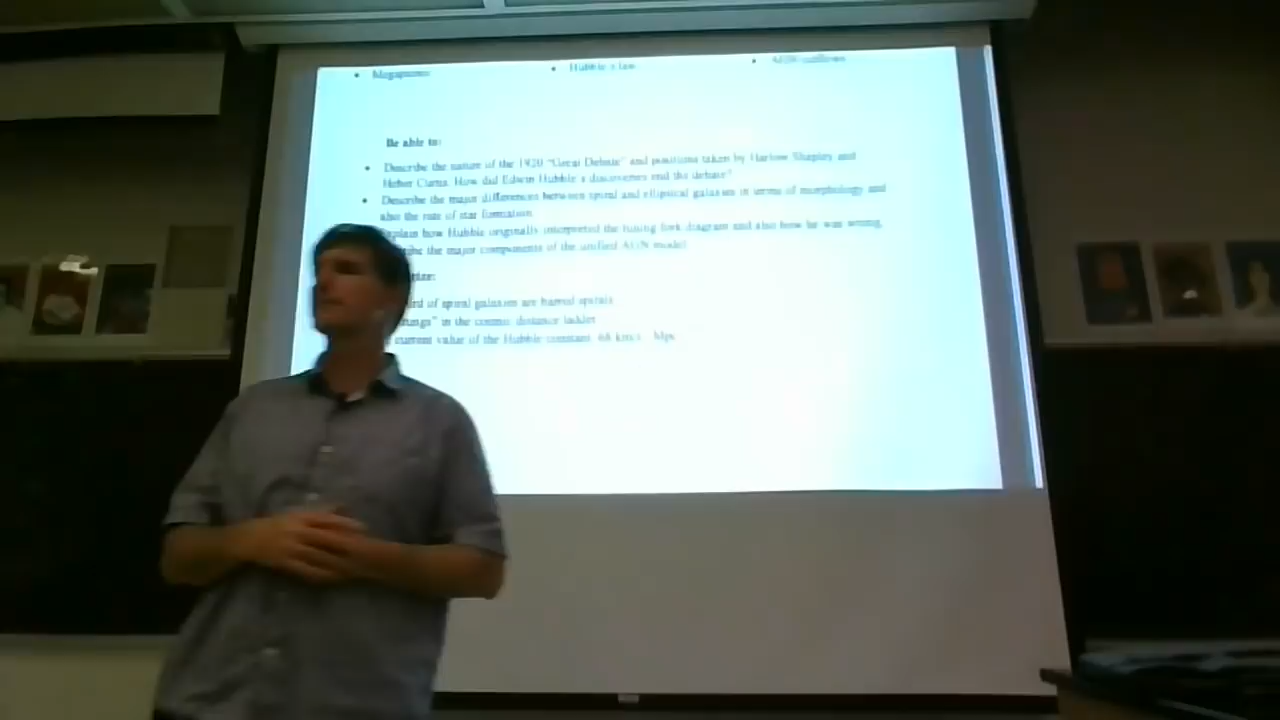 • Megaparsec • Hubble's law • AGN outflows
Be able to:
• Describe the nature of the 1920 "Great Debate" and positions taken by Harlow Shapley and
Heber Curtis. How did Edwin Hubble's discoveries end the debate?
• Describe the major differences between spiral and elliptical galaxies in terms of morphology and
also the rate of star formation
Explain how Hubble originally interpreted the tuning fork diagram and also how he was wrong.
the major components of the unified AGN model
of spiral galaxies are barred spirals
"rungs" in the cosmic distance ladder
current value of the Hubble constant: 68 km/s